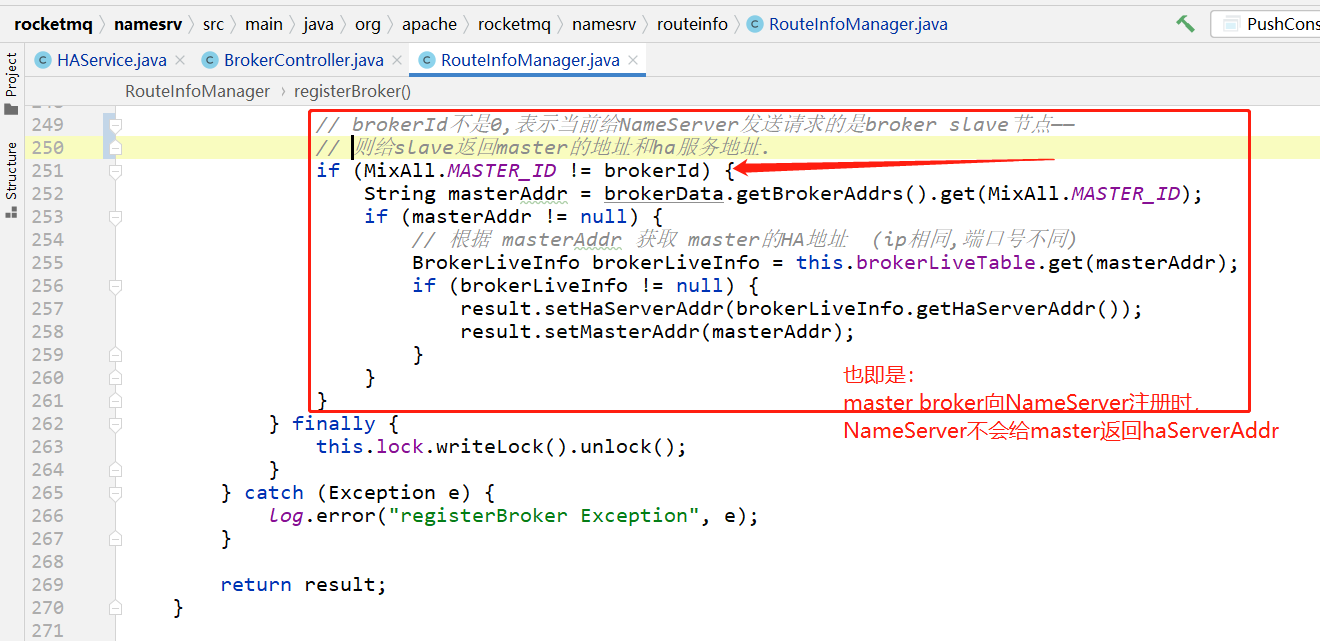 rocketmq namesrv src main java org apache rocketmq namesrv routeinfo RouteInfoManager.java PushCons
HAService.java BrokerController.java RouteInfoManager.java
Project
Structure
RouteInfoManager registerBroker()
249 // brokerId不是0,表示当前给NameServer发送请求的是broker slave节点——
250 // 则给slave返回master的地址和ha服务地址.
251 if (MixAll.MASTER_ID != brokerId) {
252 String masterAddr = brokerData.getBrokerAddrs().get(MixAll.MASTER_ID);
253 if (masterAddr != null) {
254 // 根据 masterAddr 获取 master的HA地址 (ip相同,端口号不同)
255 BrokerLiveInfo brokerLiveInfo = this.brokerLiveTable.get(masterAddr);
256 if (brokerLiveInfo != null) {
257 result.setHaServerAddr(brokerLiveInfo.getHaServerAddr());
258 result.setMasterAddr(masterAddr);
259 }
260 }
261 }
也即是：
master broker向NameServer注册时,
NameServer不会给master返回haServerAddr
262 } finally {
263 this.lock.writeLock().unlock();
264 }
265 } catch (Exception e) {
266 log.error("registerBroker Exception", e);
267 }
268
269 return result;
270 }
271